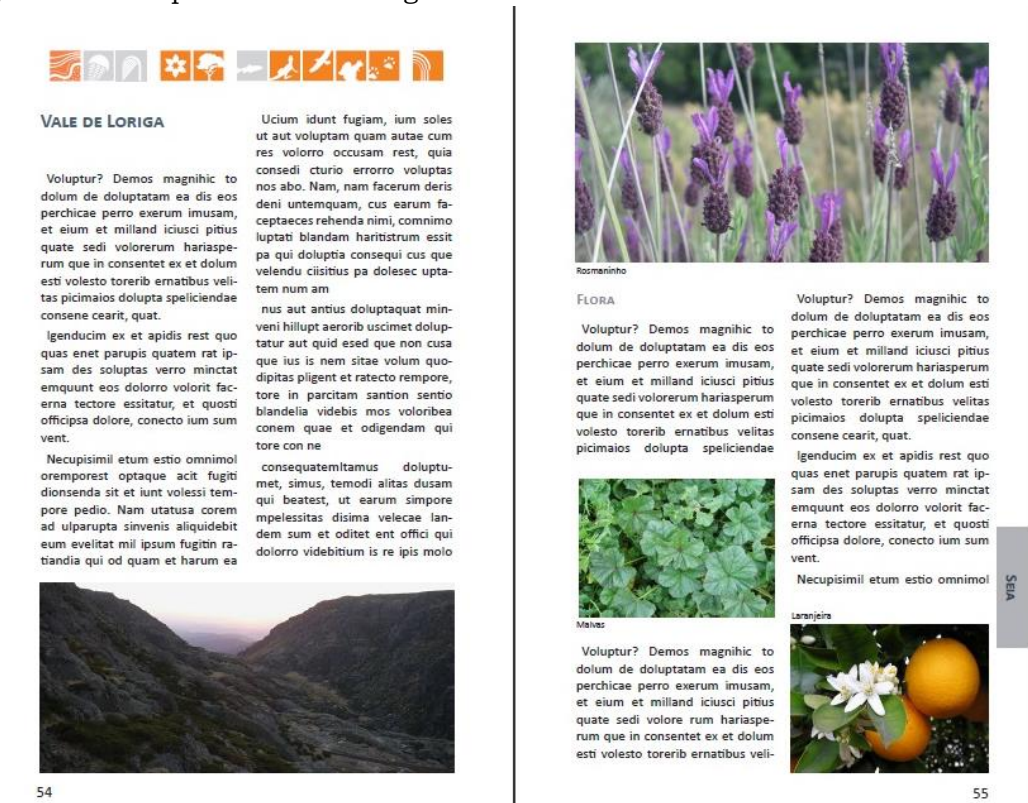 VALE DE LORIGA
Voluptur? Demos magnihic to
dolum de doluptatam ea dis eos
perchicae perro exerum imusam,
et eium et milland iciusci pitius
quate sedi volorerum hariaspe-
rum que in consentet ex et dolum
esti volesto torerib ernatibus veli-
tas picimaios dolupta speliciendae
consene cearit, quat.
Igenducim ex et apidis rest quo
quas enet parupis quatem rat ip-
sam des soluptas verro minctat
emquunt eos dolorro volorit fac-
erna tectore essitatur, et quosti
officipsa dolore, conecto ium sum
vent.
Necupisimil etum estio omnimol
oremporest optaque acit fugiti
dionsenda sit et iunt volessi tem-
pore pedio. Nam utatusa corem
ad ulparupta sinvenis aliquidebit
eum evelitat mil ipsum fugitin ra-
tiandia qui od quam et harum ea
Ucium idunt fugiam, ium soles
ut aut voluptam quam autae cum
res volorro occusam rest, quia
consedi cturio errorro voluptas
nos abo. Nam, nam facerum deris
deni untemquam, cus earum fa-
ceptaeces rehenda nimi, comnimo
luptati blandam haritistrum essit
pa qui doluptia consequi cus que
velendu ciisitius pa dolesec upta-
tem num am
nus aut antius doluptaquat min-
veni hillupt aerorib uscimet dolup-
tatur aut quid esed que non cusa
que ius is nem sitae volum quo-
dipitas pligent et ratecto rempore,
tore in parcitam santion sentio
blandelia videbis mos voloribea
conem quae et odigendam qui
tore con ne
consequatemItamus doluptu-
met, simus, temodi alitas dusam
qui beatest, ut earum simpore
mpelessitas disima velecae lan-
dem sum et oditet ent offici qui
dolorro videbitium is re ipis molo
54
Rosmaninho
FLORA
Voluptur? Demos magnihic to
dolum de doluptatam ea dis eos
perchicae perro exerum imusam,
et eium et milland iciusci pitius
quate sedi volorerum hariasperum
que in consentet ex et dolum esti
volesto torerib ernatibus velitas
picimaios dolupta speliciendae
Malvas
Voluptur? Demos magnihic to
dolum de doluptatam ea dis eos
perchicae perro exerum imusam,
et eium et milland iciusci pitius
quate sedi volore rum hariaspe-
rum que in consentet ex et dolum
esti volesto torerib ernatibus veli-
Voluptur? Demos magnihic to
dolum de doluptatam ea dis eos
perchicae perro exerum imusam,
et eium et milland iciusci pitius
quate sedi volorerum hariasperum
que in consentet ex et dolum esti
volesto torerib ernatibus velitas
picimaios dolupta speliciendae
consene cearit, quat.
Igenducim ex et apidis rest quo
quas enet parupis quatem rat ip-
sam des soluptas verro minctat
emquunt eos dolorro volorit fac-
erna tectore essitatur, et quosti
officipsa dolore, conecto ium sum
vent.
Necupisimil etum estio omnimol
Laranjeira
SEIA
55